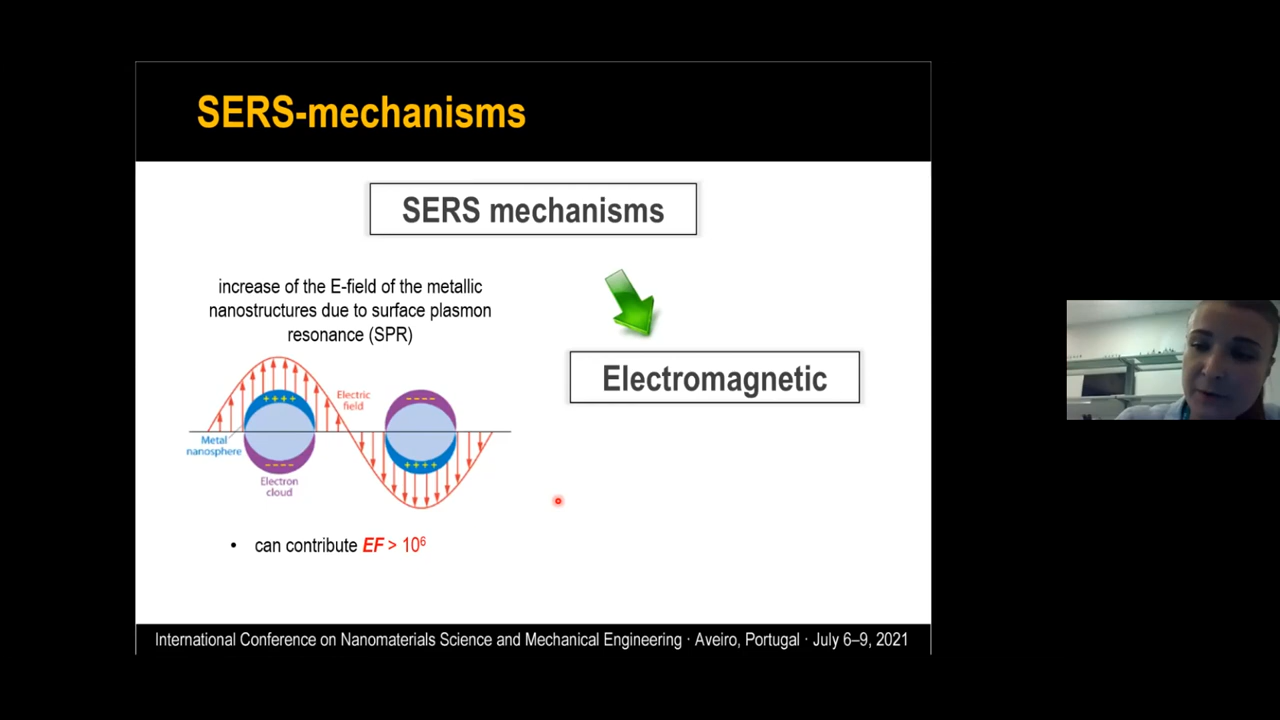 SERS-mechanisms
SERS mechanisms
increase of the E-field of the metallic
nanostructures due to surface plasmon
resonance (SPR)
Electromagnetic
++++
----
Electric
field
Metal
nanosphere
----
++++
Electron
cloud
• can contribute EF > 10⁶
International Conference on Nanomaterials Science and Mechanical Engineering · Aveiro, Portugal · July 6–9, 2021